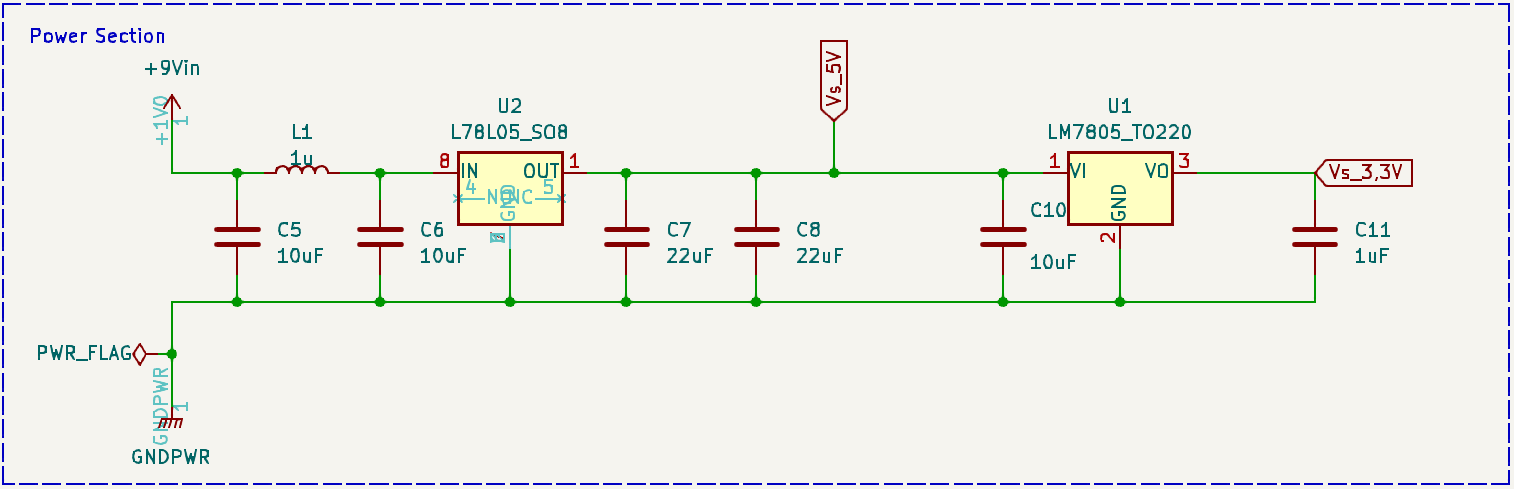 Power Section
+9Vin
+1V0
1
L1
1u
U2
L78L05_SO8
8
IN
OUT
1
4
NC
NC
5
GND
Vs_5V
U1
LM7805_TO220
1
VI
VO
3
GND
2
Vs_3,3V
C5
10uF
C6
10uF
C7
22uF
C8
22uF
C10
10uF
C11
1uF
PWR_FLAG
GNDPWR
1
GNDPWR